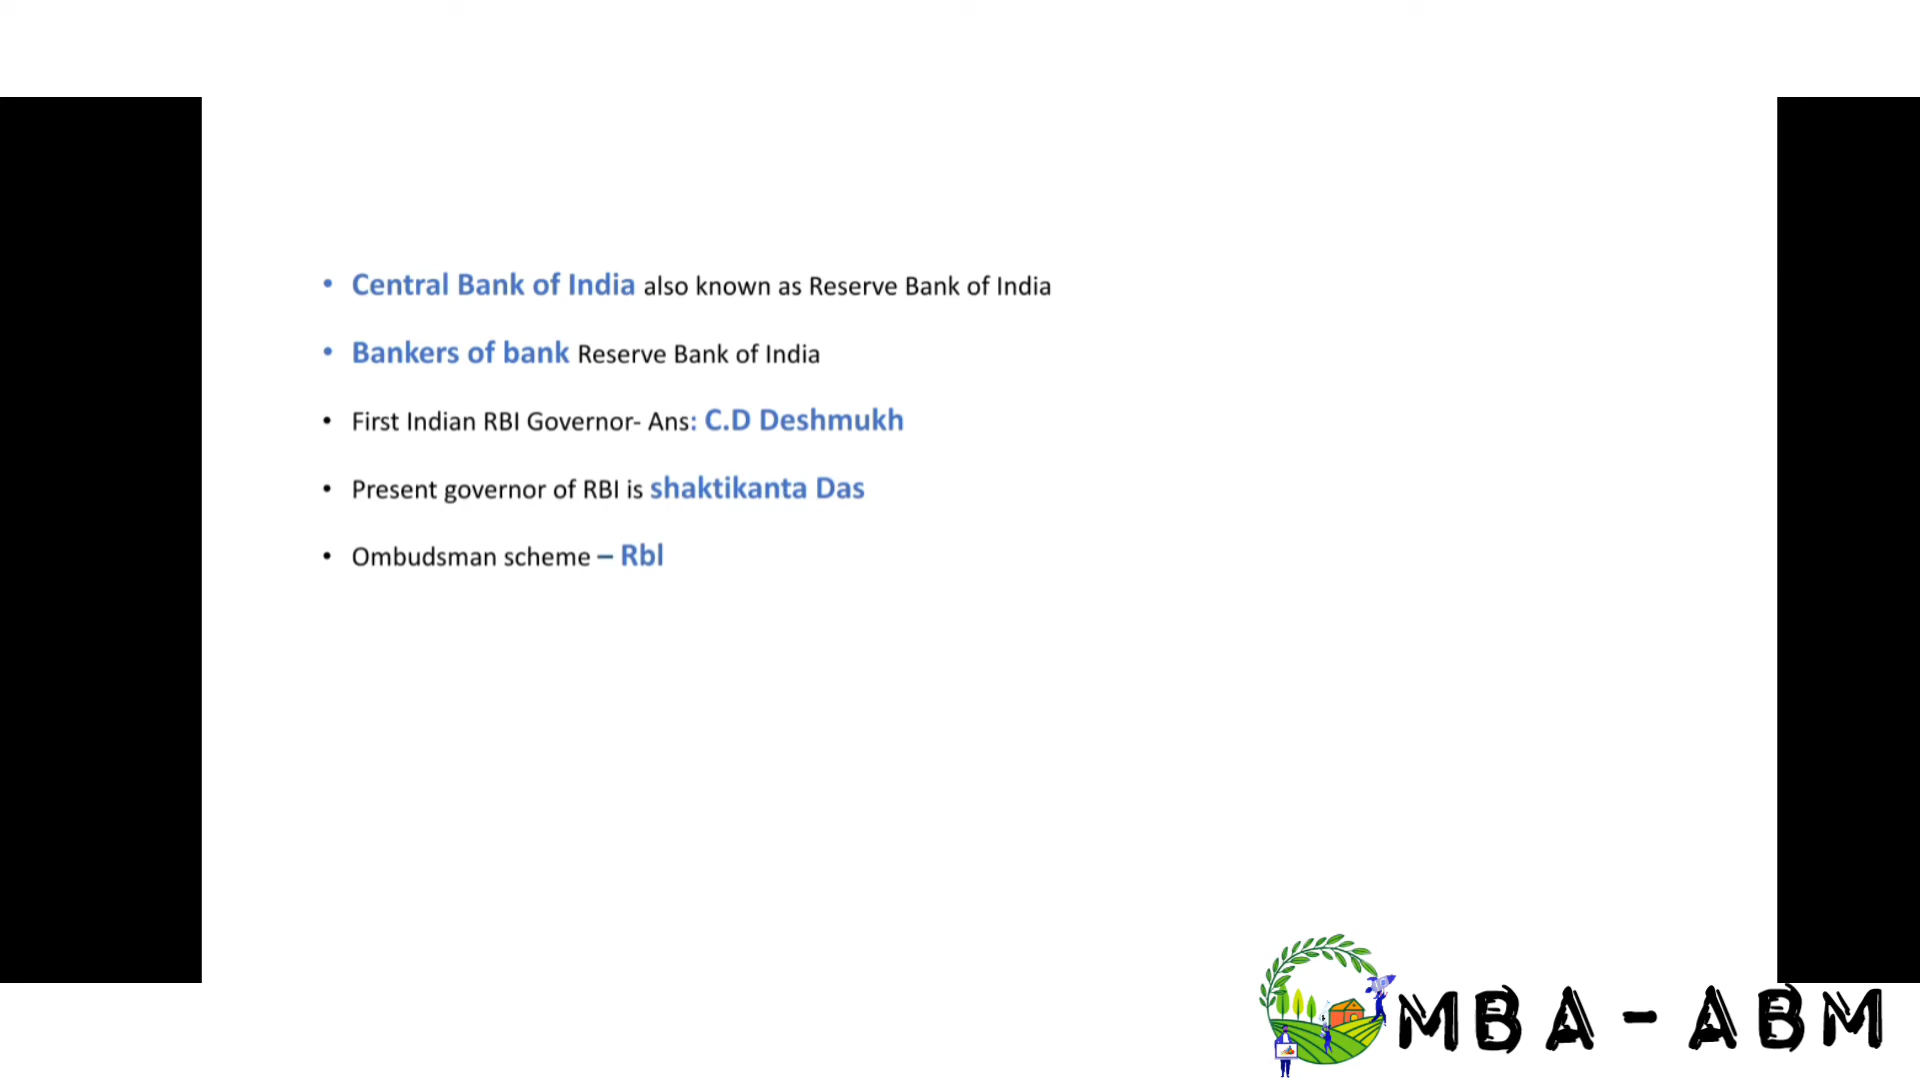 • Central Bank of India also known as Reserve Bank of India
• Bankers of bank Reserve Bank of India
• First Indian RBI Governor- Ans: C.D Deshmukh
• Present governor of RBI is shaktikanta Das
• Ombudsman scheme – RbI
MBA-ABM